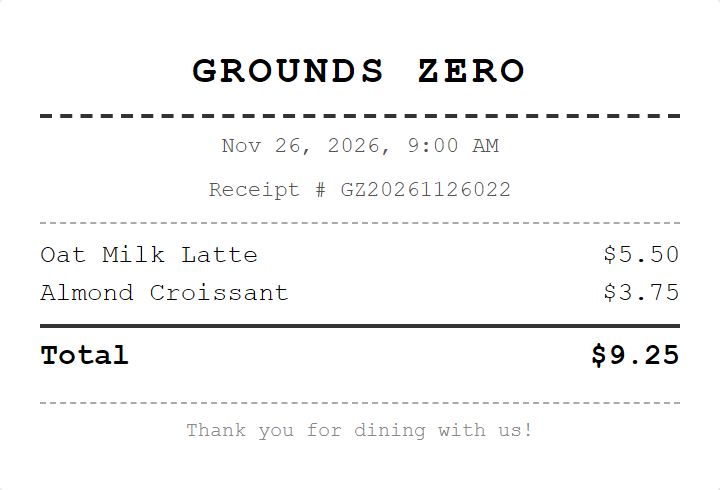 GROUNDS ZERO
Nov 26, 2026, 9:00 AM
Receipt # GZ20261126022
Oat Milk Latte $5.50
Almond Croissant $3.75
Total $9.25
Thank you for dining with us!